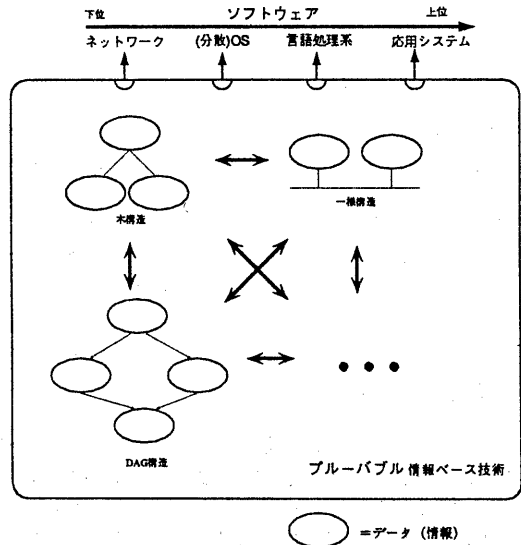 下位 ソフトウェア 上位
ネットワーク (分散)OS 言語処理系 応用システム
木構造
一様構造
DAG構造
ブルーバブル 情報ベース技術
=データ (情報)